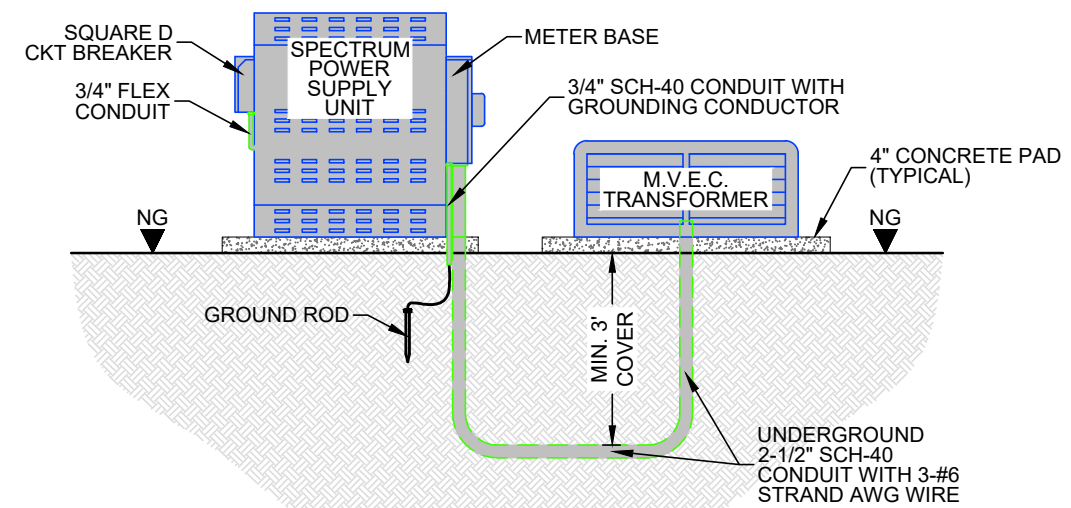 SQUARE D
CKT BREAKER
3/4" FLEX
CONDUIT
SPECTRUM
POWER
SUPPLY
UNIT
METER BASE
3/4" SCH-40 CONDUIT WITH
GROUNDING CONDUCTOR
M.V.E.C.
TRANSFORMER
4" CONCRETE PAD
(TYPICAL)
NG
NG
GROUND ROD
MIN. 3'
COVER
UNDERGROUND
2-1/2" SCH-40
CONDUIT WITH 3-#6
STRAND AWG WIRE